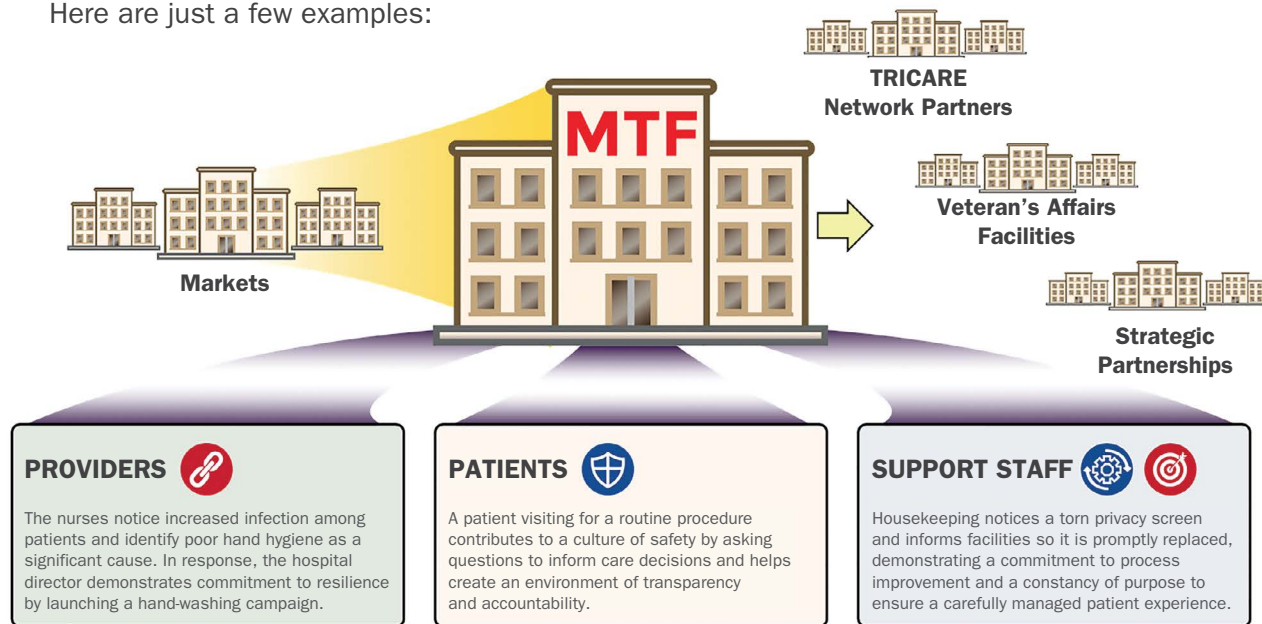 Here are just a few examples:
TRICARE
Network Partners
MTF
Veteran's Affairs
Facilities
Markets
Strategic
Partnerships
PROVIDERS
The nurses notice increased infection among
patients and identify poor hand hygiene as a
significant cause. In response, the hospital
director demonstrates commitment to resilience
by launching a hand-washing campaign.
PATIENTS
A patient visiting for a routine procedure
contributes to a culture of safety by asking
questions to inform care decisions and helps
create an environment of transparency
and accountability.
SUPPORT STAFF
Housekeeping notices a torn privacy screen
and informs facilities so it is promptly replaced,
demonstrating a commitment to process
improvement and a constancy of purpose to
ensure a carefully managed patient experience.